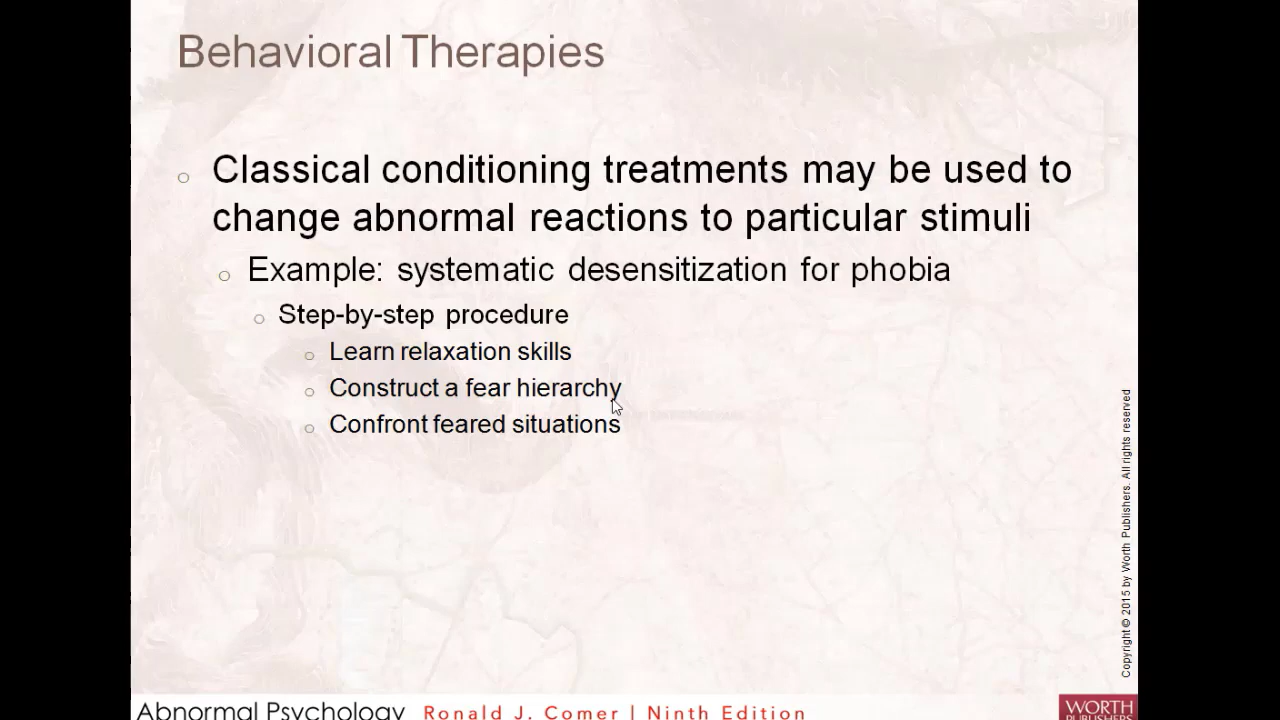 Behavioral Therapies
Classical conditioning treatments may be used to
change abnormal reactions to particular stimuli
Example: systematic desensitization for phobia
Step-by-step procedure
Learn relaxation skills
Construct a fear hierarchy
Confront feared situations
Copyright © 2015 by Worth Publishers. All rights reserved
Abnormal Psychology Ronald J. Comer | Ninth Edition
WORTH
PUBLISHERS